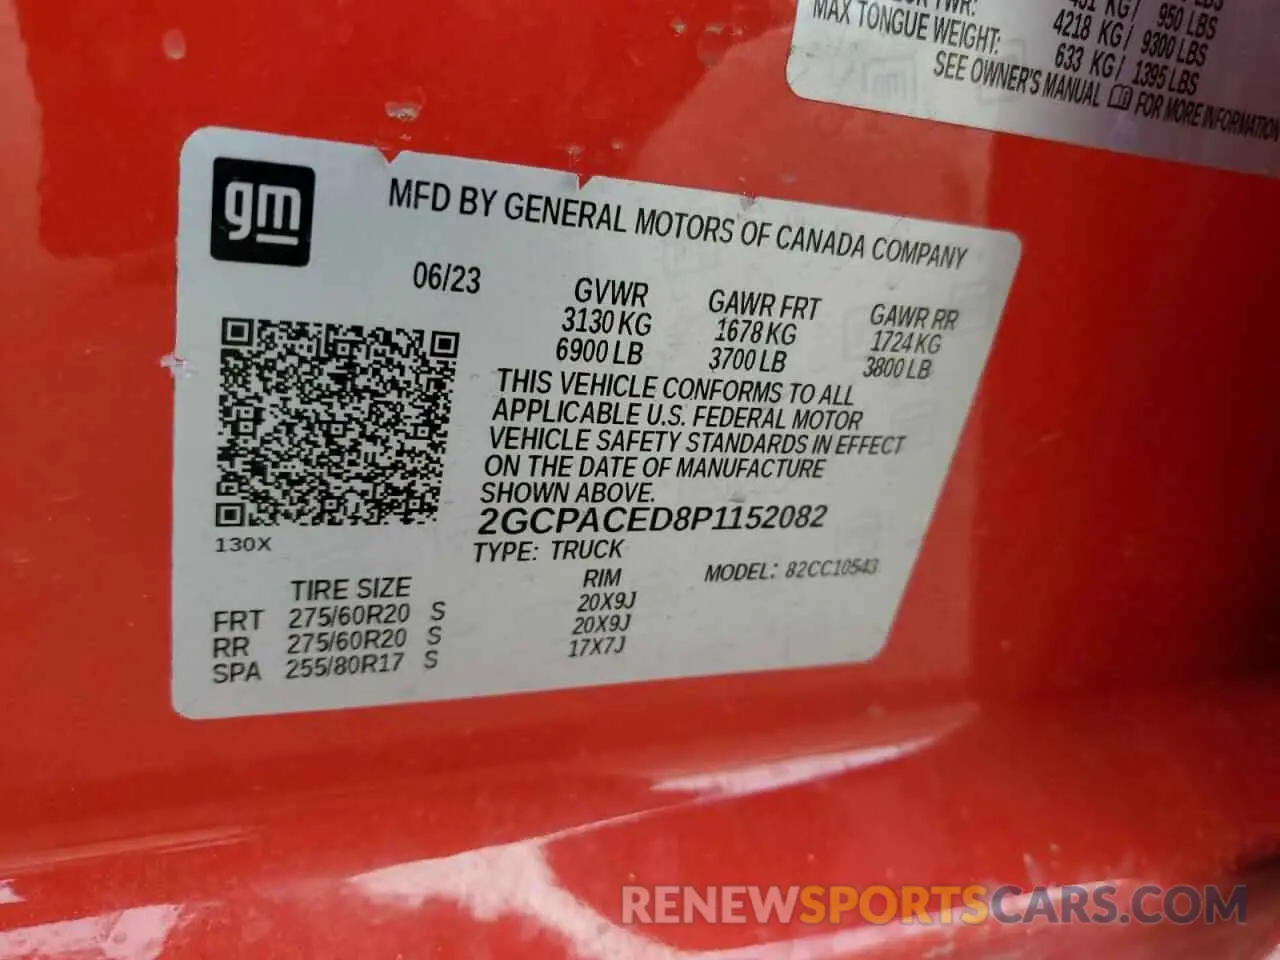 KG/ 950 LBS
MAX TONGUE WEIGHT: 4218 KG/ 9300 LBS
633 KG/ 1395 LBS
SEE OWNER'S MANUAL FOR MORE INFORMATION
gm
MFD BY GENERAL MOTORS OF CANADA COMPANY
06/23
GVWR GAWR FRT GAWR RR
3130 KG 1678 KG 1724 KG
6900 LB 3700 LB 3800 LB
THIS VEHICLE CONFORMS TO ALL
APPLICABLE U.S. FEDERAL MOTOR
VEHICLE SAFETY STANDARDS IN EFFECT
ON THE DATE OF MANUFACTURE
SHOWN ABOVE.
2GCPACED8P1152082
130X
TYPE: TRUCK MODEL: 82CC10543
TIRE SIZE RIM
FRT 275/60R20 S 20X9J
RR 275/60R20 S 20X9J
SPA 255/80R17 S 17X7J
RENEWSPORTSCARS.COM